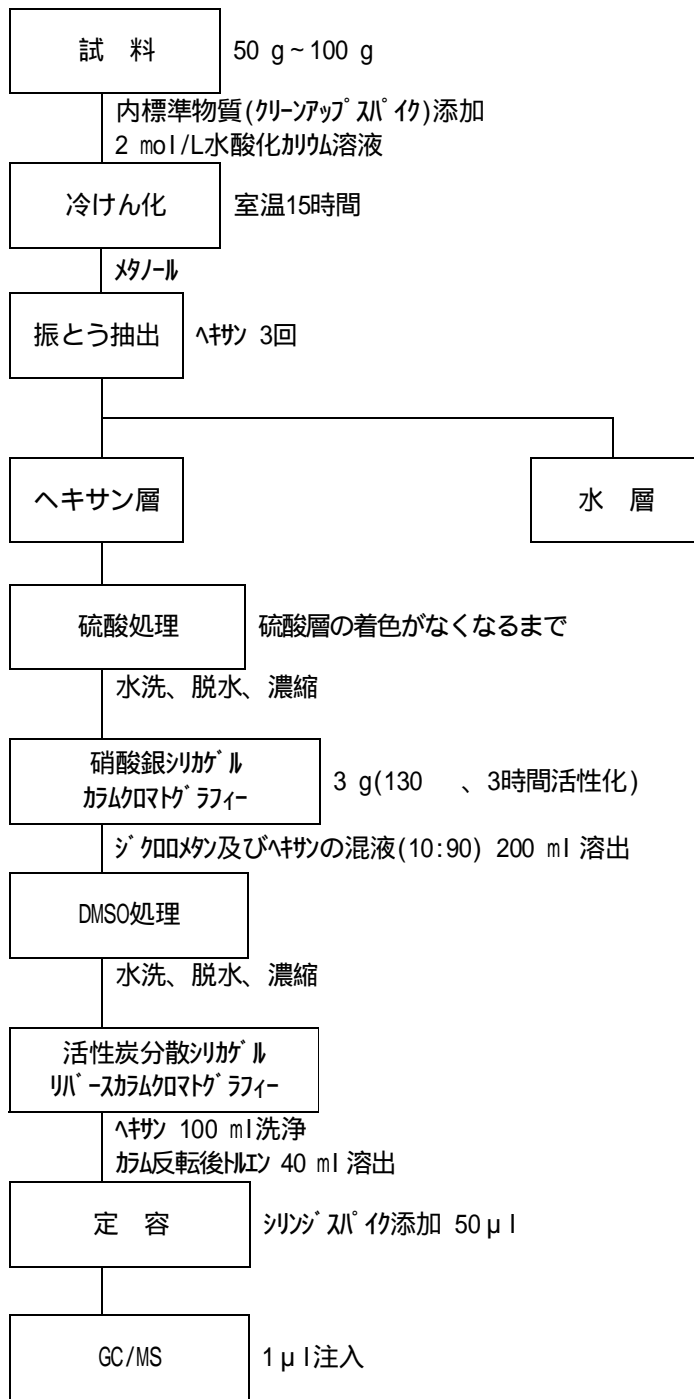 試 料 50 g~100 g
内標準物質(クリーンアップスパイク)添加
2 mol/L水酸化カリウム溶液
冷けん化 室温15時間
メタノール
振とう抽出 ヘキサン 3回
ヘキサン層 水 層
硫酸処理 硫酸層の着色がなくなるまで
水洗、脱水、濃縮
硝酸銀シリカゲル
カラムクロマトグラフィー
3 g(130 、3時間活性化)
ジクロロメタン及びヘキサンの混液(10:90) 200 ml 溶出
DMSO処理
水洗、脱水、濃縮
活性炭分散シリカゲル
リバースカラムクロマトグラフィー
ヘキサン 100 ml洗浄
カラム反転後トルエン 40 ml 溶出
定 容 シリンジスパイク添加 50μl
GC/MS 1μl注入